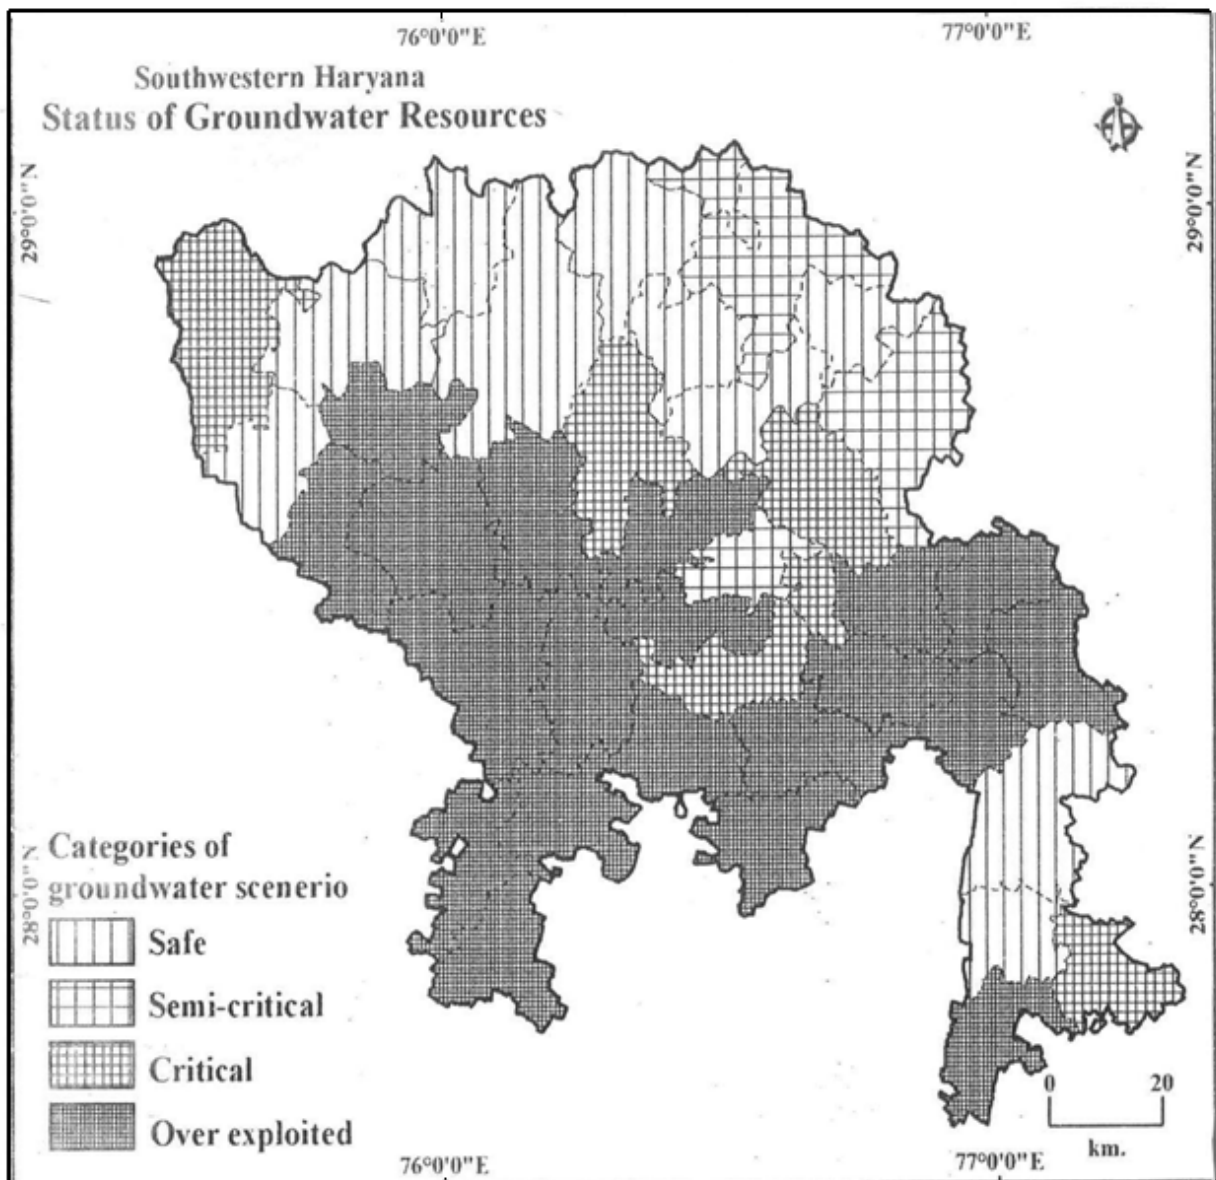 76°0'0"E
77°0'0"E
Southwestern Haryana
Status of Groundwater Resources
29°0'0"N
29°0'0"N
Categories of
groundwater scenerio
Safe
Semi-critical
Critical
Over exploited
28°0'0"N
28°0'0"N
0 20
km.
76°0'0"E
77°0'0"E